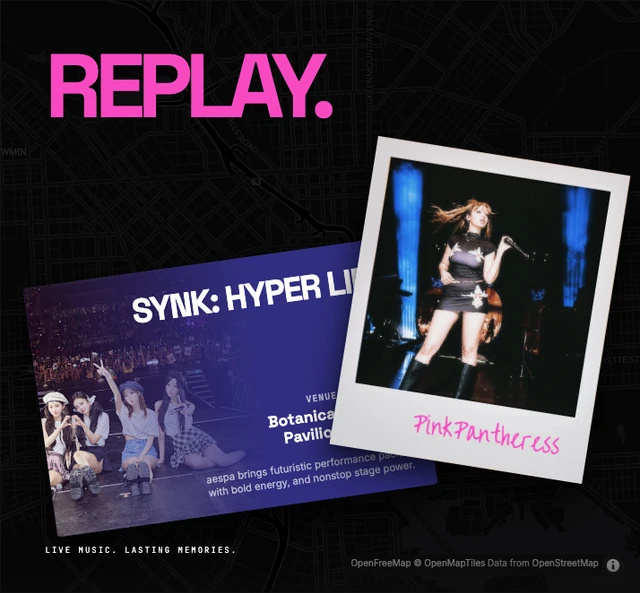 REPLAY.
WMIN
SYNK: HYPER
VENUE
Botanica
Pavilio
aespa brings futuristic performance
with bold energy, and nonstop stage power.
PinkPantheress
LIVE MUSIC. LASTING MEMORIES.
OpenFreeMap © OpenMapTiles Data from OpenStreetMap